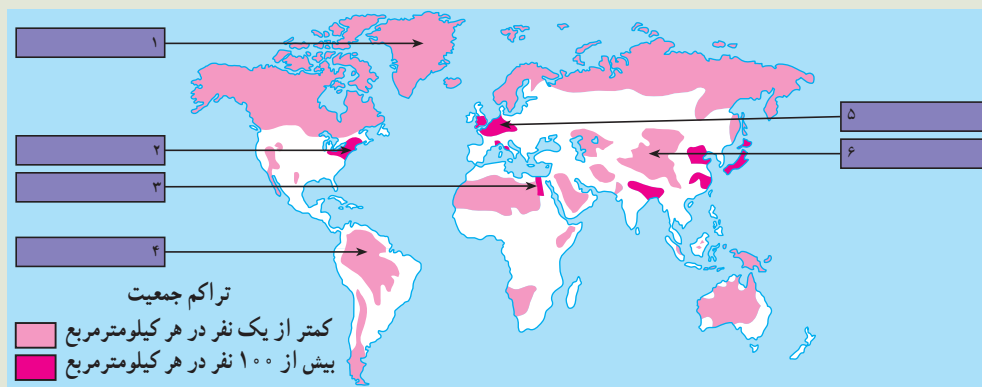 ۱
۲
۳
۴
۵
۶
تراکم جمعیت
کمتر از یک نفر در هر کیلومترمربع
بیش از ۱۰۰ نفر در هر کیلومترمربع